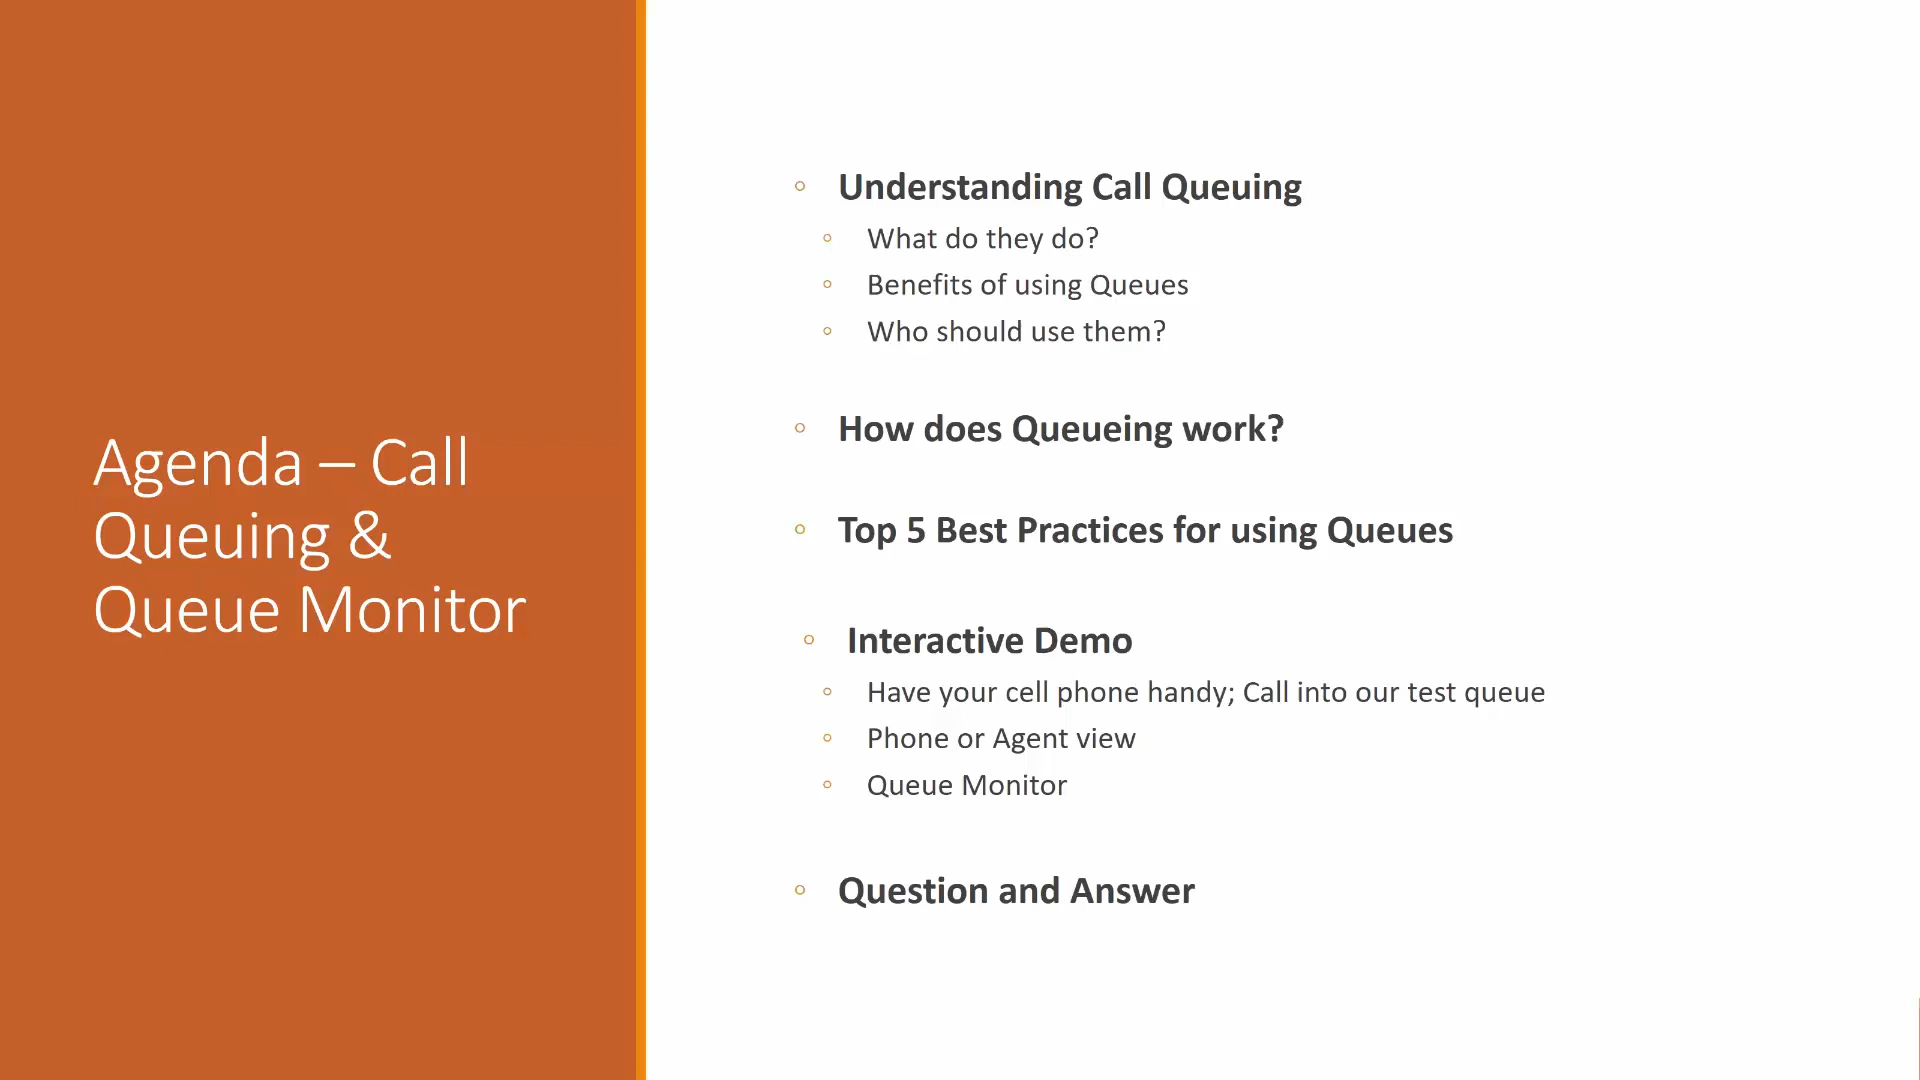 Agenda – Call
Queuing &
Queue Monitor
Understanding Call Queuing
What do they do?
Benefits of using Queues
Who should use them?
How does Queueing work?
Top 5 Best Practices for using Queues
Interactive Demo
Have your cell phone handy; Call into our test queue
Phone or Agent view
Queue Monitor
Question and Answer